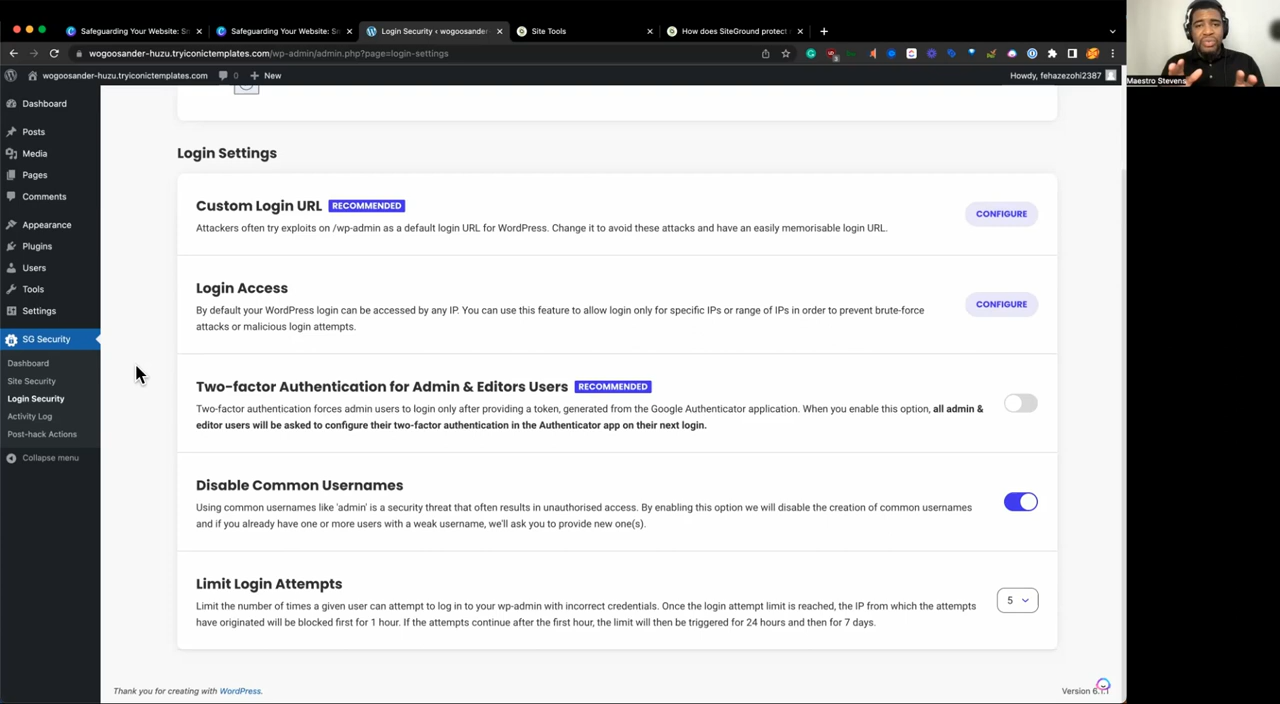 Safeguarding Your Website: S
Safeguarding Your Website: S
Login Security ‹ wogoosander
Site Tools
How does SiteGround protect
wogoosander-huzu.tryiconictemplates.com/wp-admin/admin.php?page=login-settings
wogoosander-huzu.tryiconictemplates.com
0
New
Howdy, fehazezohi2387
Maestro Stevens
Dashboard
Posts
Media
Pages
Comments
Appearance
Plugins
Users
Tools
Settings
SG Security
Dashboard
Site Security
Login Security
Activity Log
Post-hack Actions
Collapse menu
Login Settings
Custom Login URL RECOMMENDED
Attackers often try exploits on /wp-admin as a default login URL for WordPress. Change it to avoid these attacks and have an easily memorisable login URL.
CONFIGURE
Login Access
By default your WordPress login can be accessed by any IP. You can use this feature to allow login only for specific IPs or range of IPs in order to prevent brute-force
attacks or malicious login attempts.
CONFIGURE
Two-factor Authentication for Admin & Editors Users RECOMMENDED
Two-factor authentication forces admin users to login only after providing a token, generated from the Google Authenticator application. When you enable this option, all admin &
editor users will be asked to configure their two-factor authentication in the Authenticator app on their next login.
Disable Common Usernames
Using common usernames like 'admin' is a security threat that often results in unauthorised access. By enabling this option we will disable the creation of common usernames
and if you already have one or more users with a weak username, we'll ask you to provide new one(s).
Limit Login Attempts
Limit the number of times a given user can attempt to log in to your wp-admin with incorrect credentials. Once the login attempt limit is reached, the IP from which the attempts
have originated will be blocked first for 1 hour. If the attempts continue after the first hour, the limit will then be triggered for 24 hours and then for 7 days.
5
Thank you for creating with WordPress.
Version